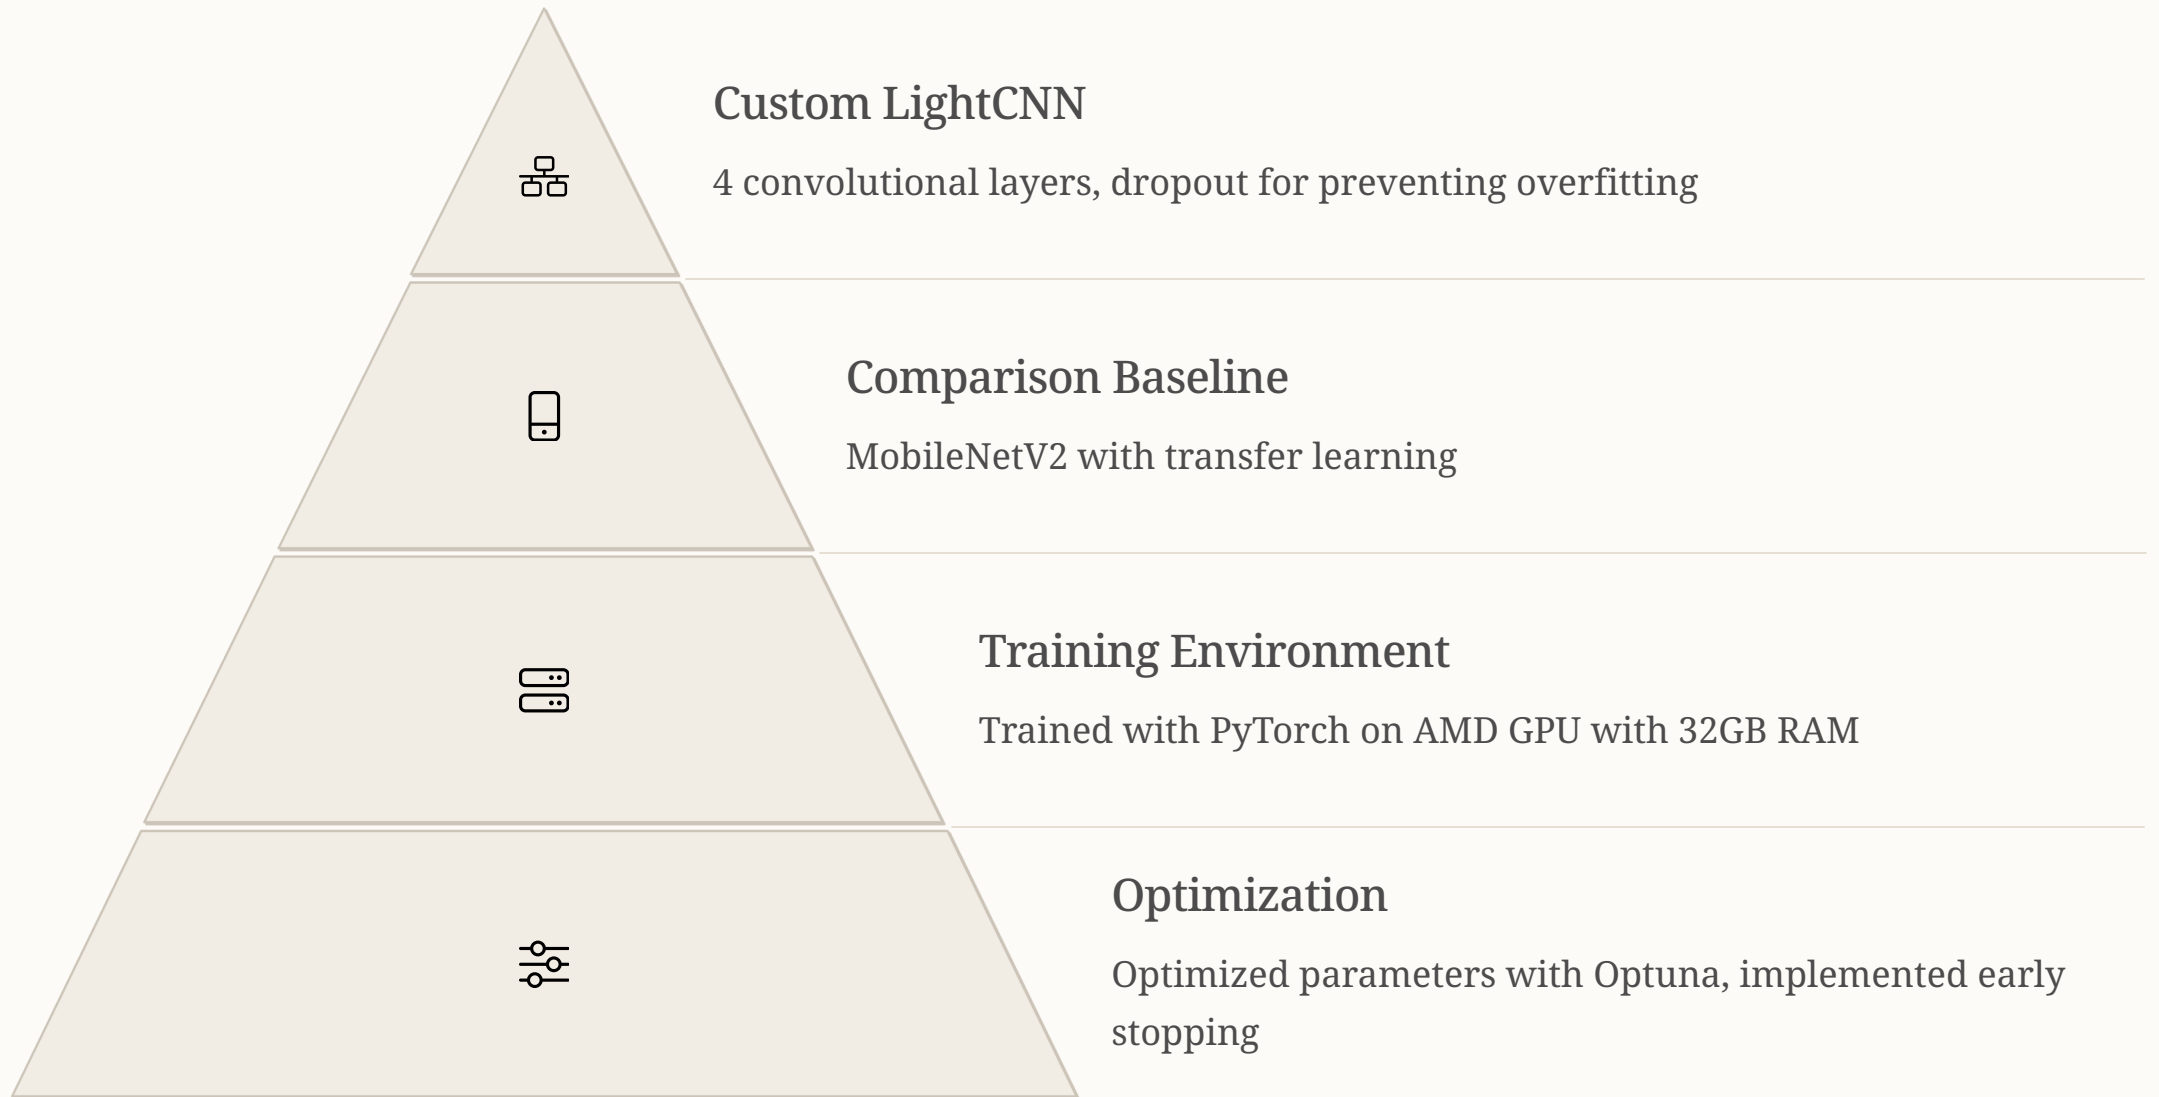 Custom LightCNN
4 convolutional layers, dropout for preventing overfitting
Comparison Baseline
MobileNetV2 with transfer learning
Training Environment
Trained with PyTorch on AMD GPU with 32GB RAM
Optimization
Optimized parameters with Optuna, implemented early
stopping